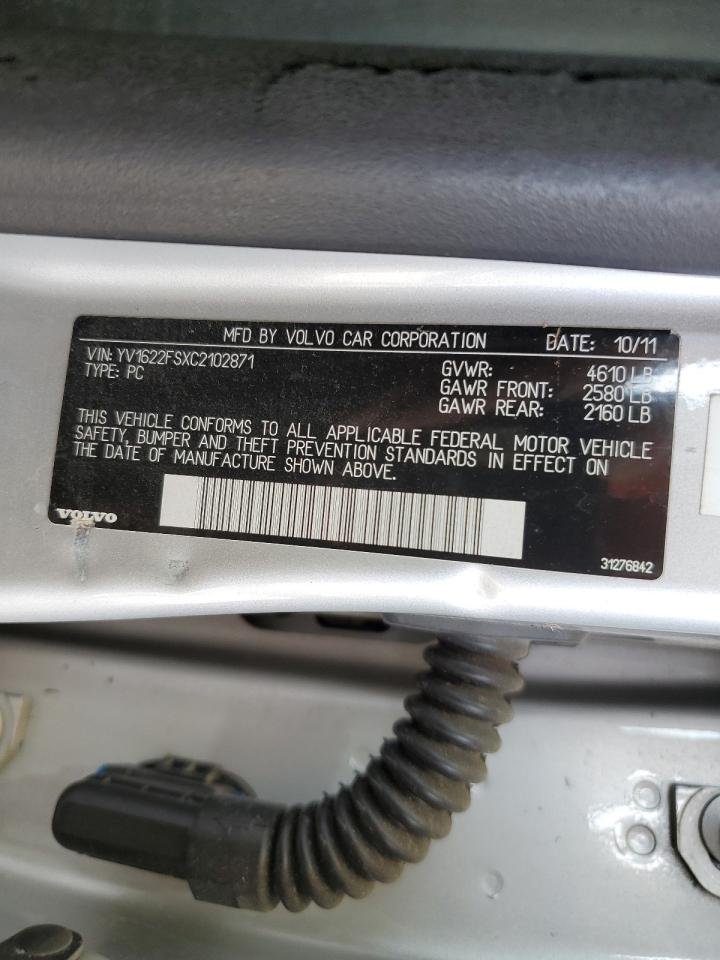 MFD BY VOLVO CAR CORPORATION DATE: 10/11
VIN: YV1622FSXC2102871
TYPE: PC
GVWR: 4610 LB
GAWR FRONT: 2580 LB
GAWR REAR: 2160 LB
THIS VEHICLE CONFORMS TO ALL APPLICABLE FEDERAL MOTOR VEHICLE
SAFETY, BUMPER AND THEFT PREVENTION STANDARDS IN EFFECT ON
THE DATE OF MANUFACTURE SHOWN ABOVE.
VOLVO
31276842